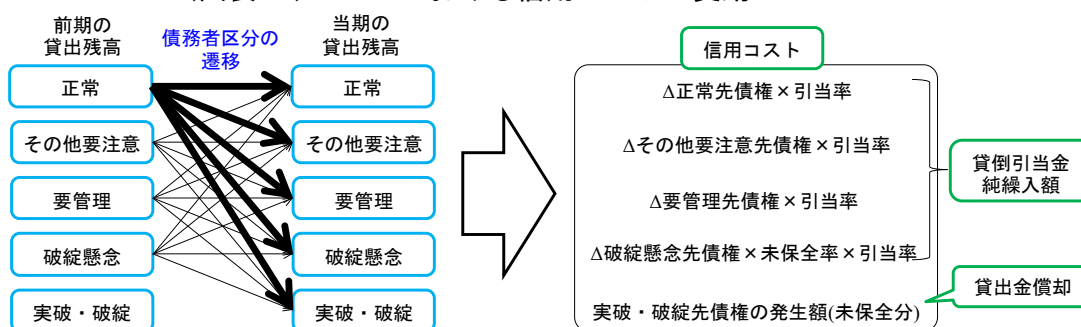 前期の
貸出残高
債務者区分の
遷移
当期の
貸出残高
正常
その他要注意
要管理
破綻懸念
実破・破綻
正常
その他要注意
要管理
破綻懸念
実破・破綻
信用コスト
Δ正常先債権×引当率
Δその他要注意先債権×引当率
Δ要管理先債権×引当率
Δ破綻懸念先債権×未保全率×引当率
実破・破綻先債権の発生額(未保全分)
貸倒引当金
純繰入額
貸出金償却